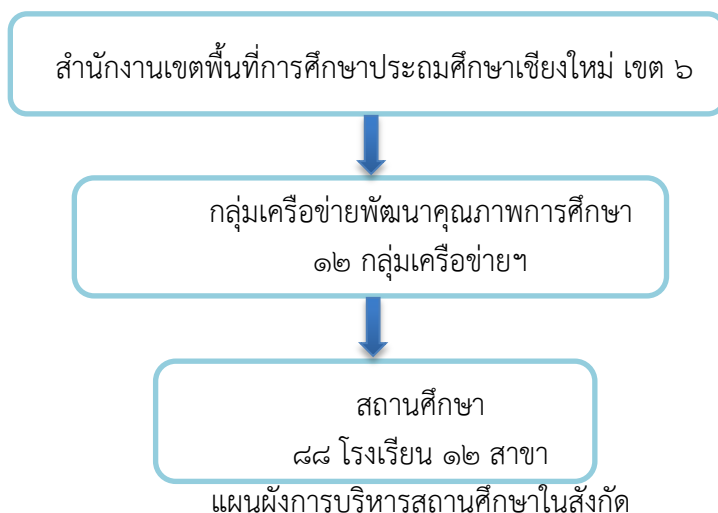 สำนักงานเขตพื้นที่การศึกษาประถมศึกษาเชียงใหม่ เขต ๖
กลุ่มเครือข่ายพัฒนาคุณภาพการศึกษา
๑๒ กลุ่มเครือข่ายฯ
สถานศึกษา
๘๘ โรงเรียน ๑๒ สาขา
แผนผังการบริหารสถานศึกษาในสังกัด